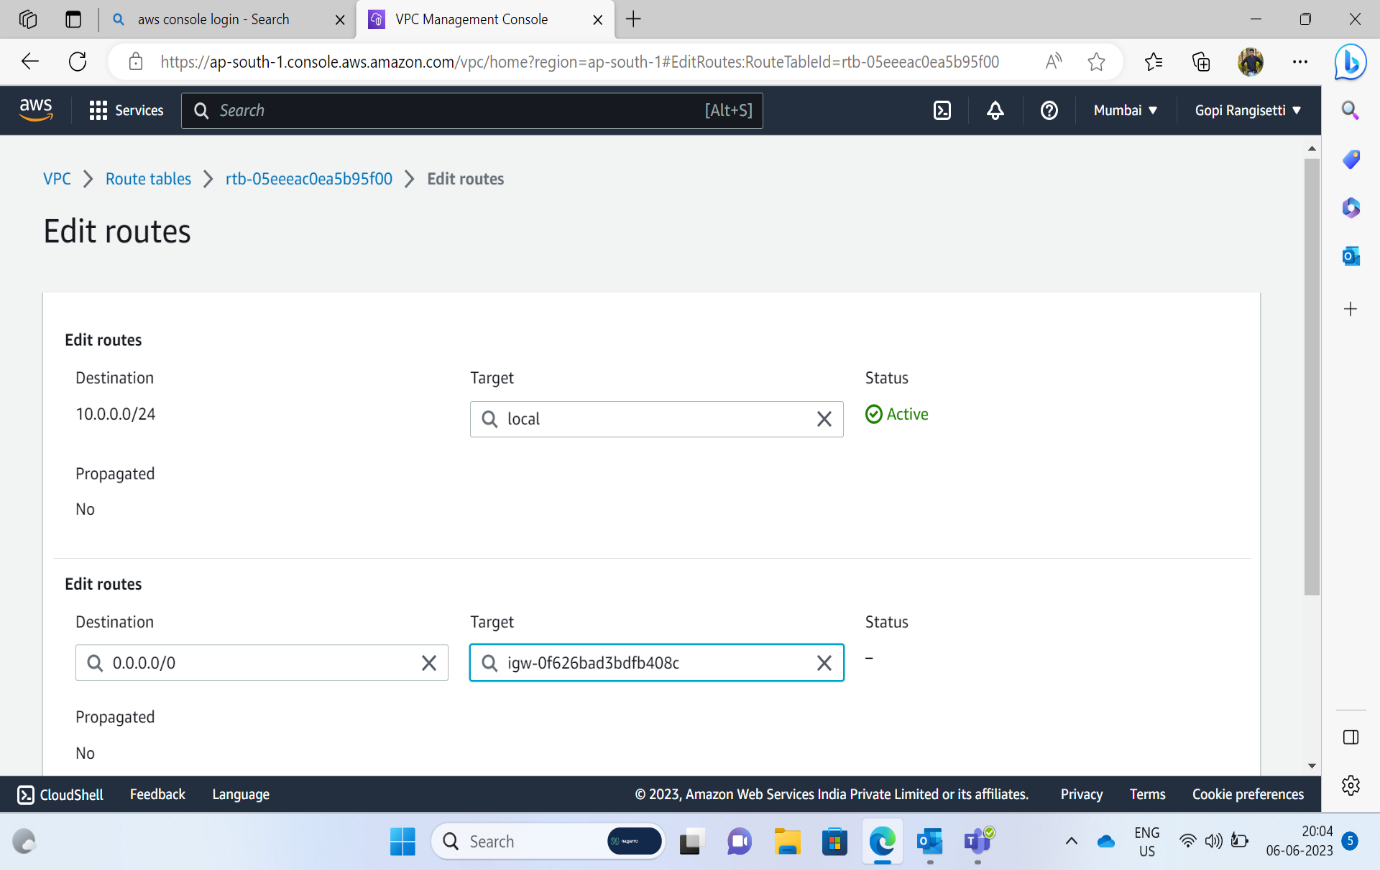 aws console login - Search
VPC Management Console
https://ap-south-1.console.aws.amazon.com/vpc/home?region=ap-south-1#EditRoutes:RouteTableId=rtb-05eeeac0ea5b95f00
aws
Services
Search
[Alt+S]
Mumbai
Gopi Rangisetti
VPC
Route tables
rtb-05eeeac0ea5b95f00
Edit routes
Edit routes
Edit routes
Destination Target Status
10.0.0.0/24 local Active
Propagated
No
Edit routes
Destination Target Status
0.0.0.0/0 igw-0f626bad3bdfb408c –
Propagated
No
CloudShell Feedback Language © 2023, Amazon Web Services India Private Limited or its affiliates. Privacy Terms Cookie preferences
Search
ENG
US
20:04
06-06-2023
5